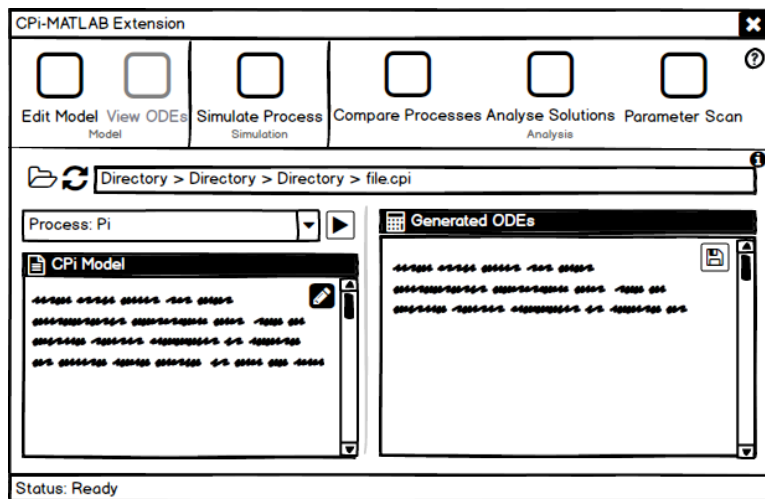 CPi-MATLAB Extension
Edit Model View ODEs Simulate Process Compare Processes Analyse Solutions Parameter Scan
Model Simulation Analysis
Directory > Directory > Directory > file.cpi
Process: Pi
Generated ODEs
CPi Model
Status: Ready